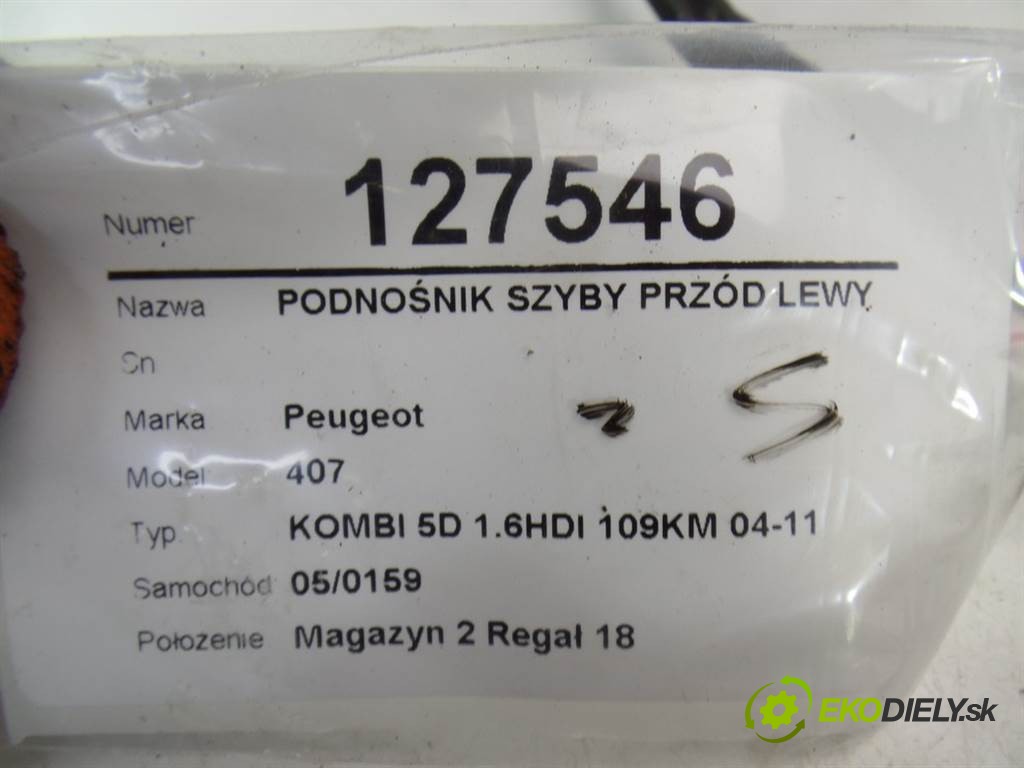 Numer 127546
Nazwa PODNOŚNIK SZYBY PRZÓD LEWY
Sn
Marka Peugeot
Model 407
Typ KOMBI 5D 1.6HDI 109KM 04-11
Samochód 05/0159
Położenie Magazyn 2 Regał 18
EKODIELY.sk